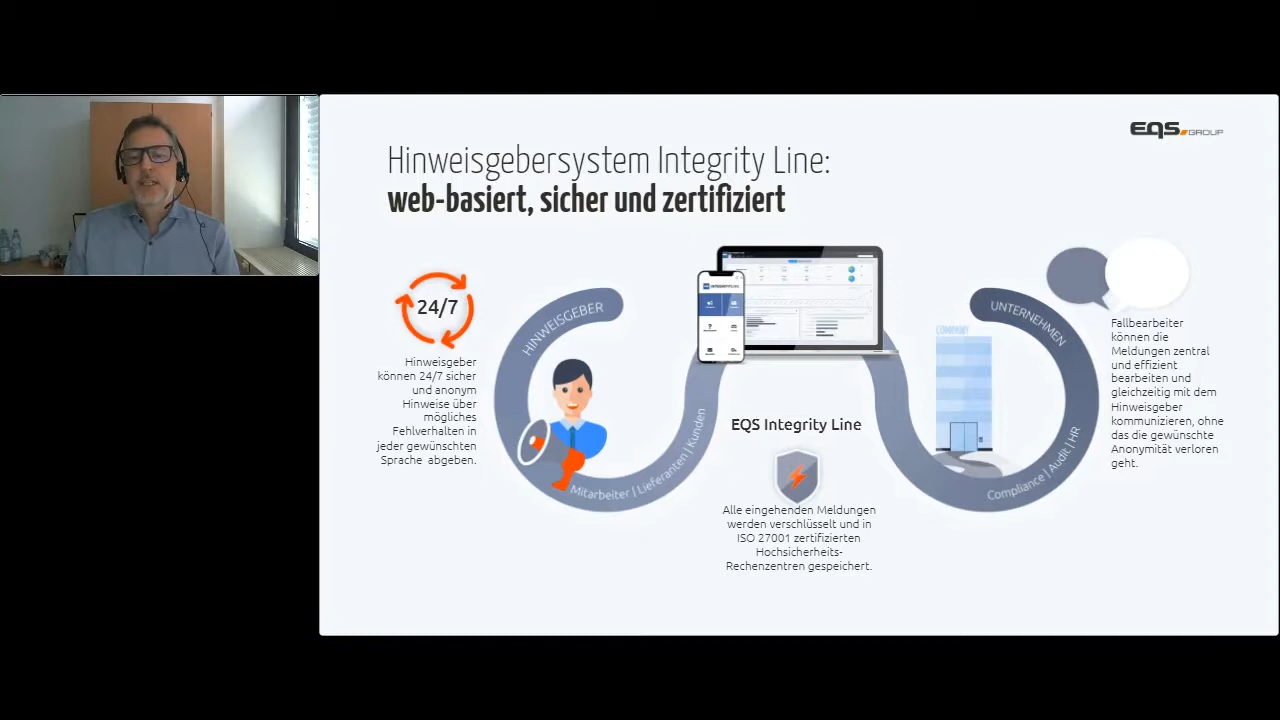 EQS GROUP
Hinweisgebersystem Integrity Line:
web-basiert, sicher und zertifiziert
24/7
Hinweisgeber
können 24/7 sicher
und anonym
Hinweise über
mögliches
Fehlverhalten in
jeder gewünschten
Sprache abgeben.
HINWEISGEBER
Mitarbeiter | Lieferanten | Kunden
INTEGRITY LINE
EQS Integrity Line
Alle eingehenden Meldungen
werden verschlüsselt und in
ISO 27001 zertifizierten
Hochsicherheits-
Rechenzentren gespeichert.
COMPANY
UNTERNEHMEN
Compliance | Audit | HR
Fallbearbeiter
können die
Meldungen zentral
und effizient
bearbeiten und
gleichzeitig mit dem
Hinweisgeber
kommunizieren, ohne
das die gewünschte
Anonymität verloren
geht.